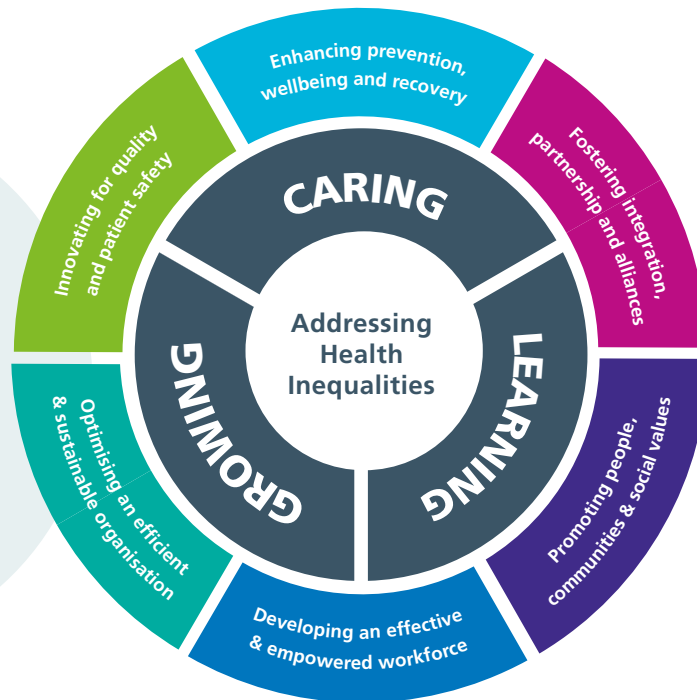 Enhancing prevention,
wellbeing and recovery
Fostering integration,
partnership and alliances
Promoting people,
communities & social values
Developing an effective
& empowered workforce
Optimising an efficient
& sustainable organisation
Innovating for quality
and patient safety
CARING
LEARNING
GROWING
Addressing
Health
Inequalities